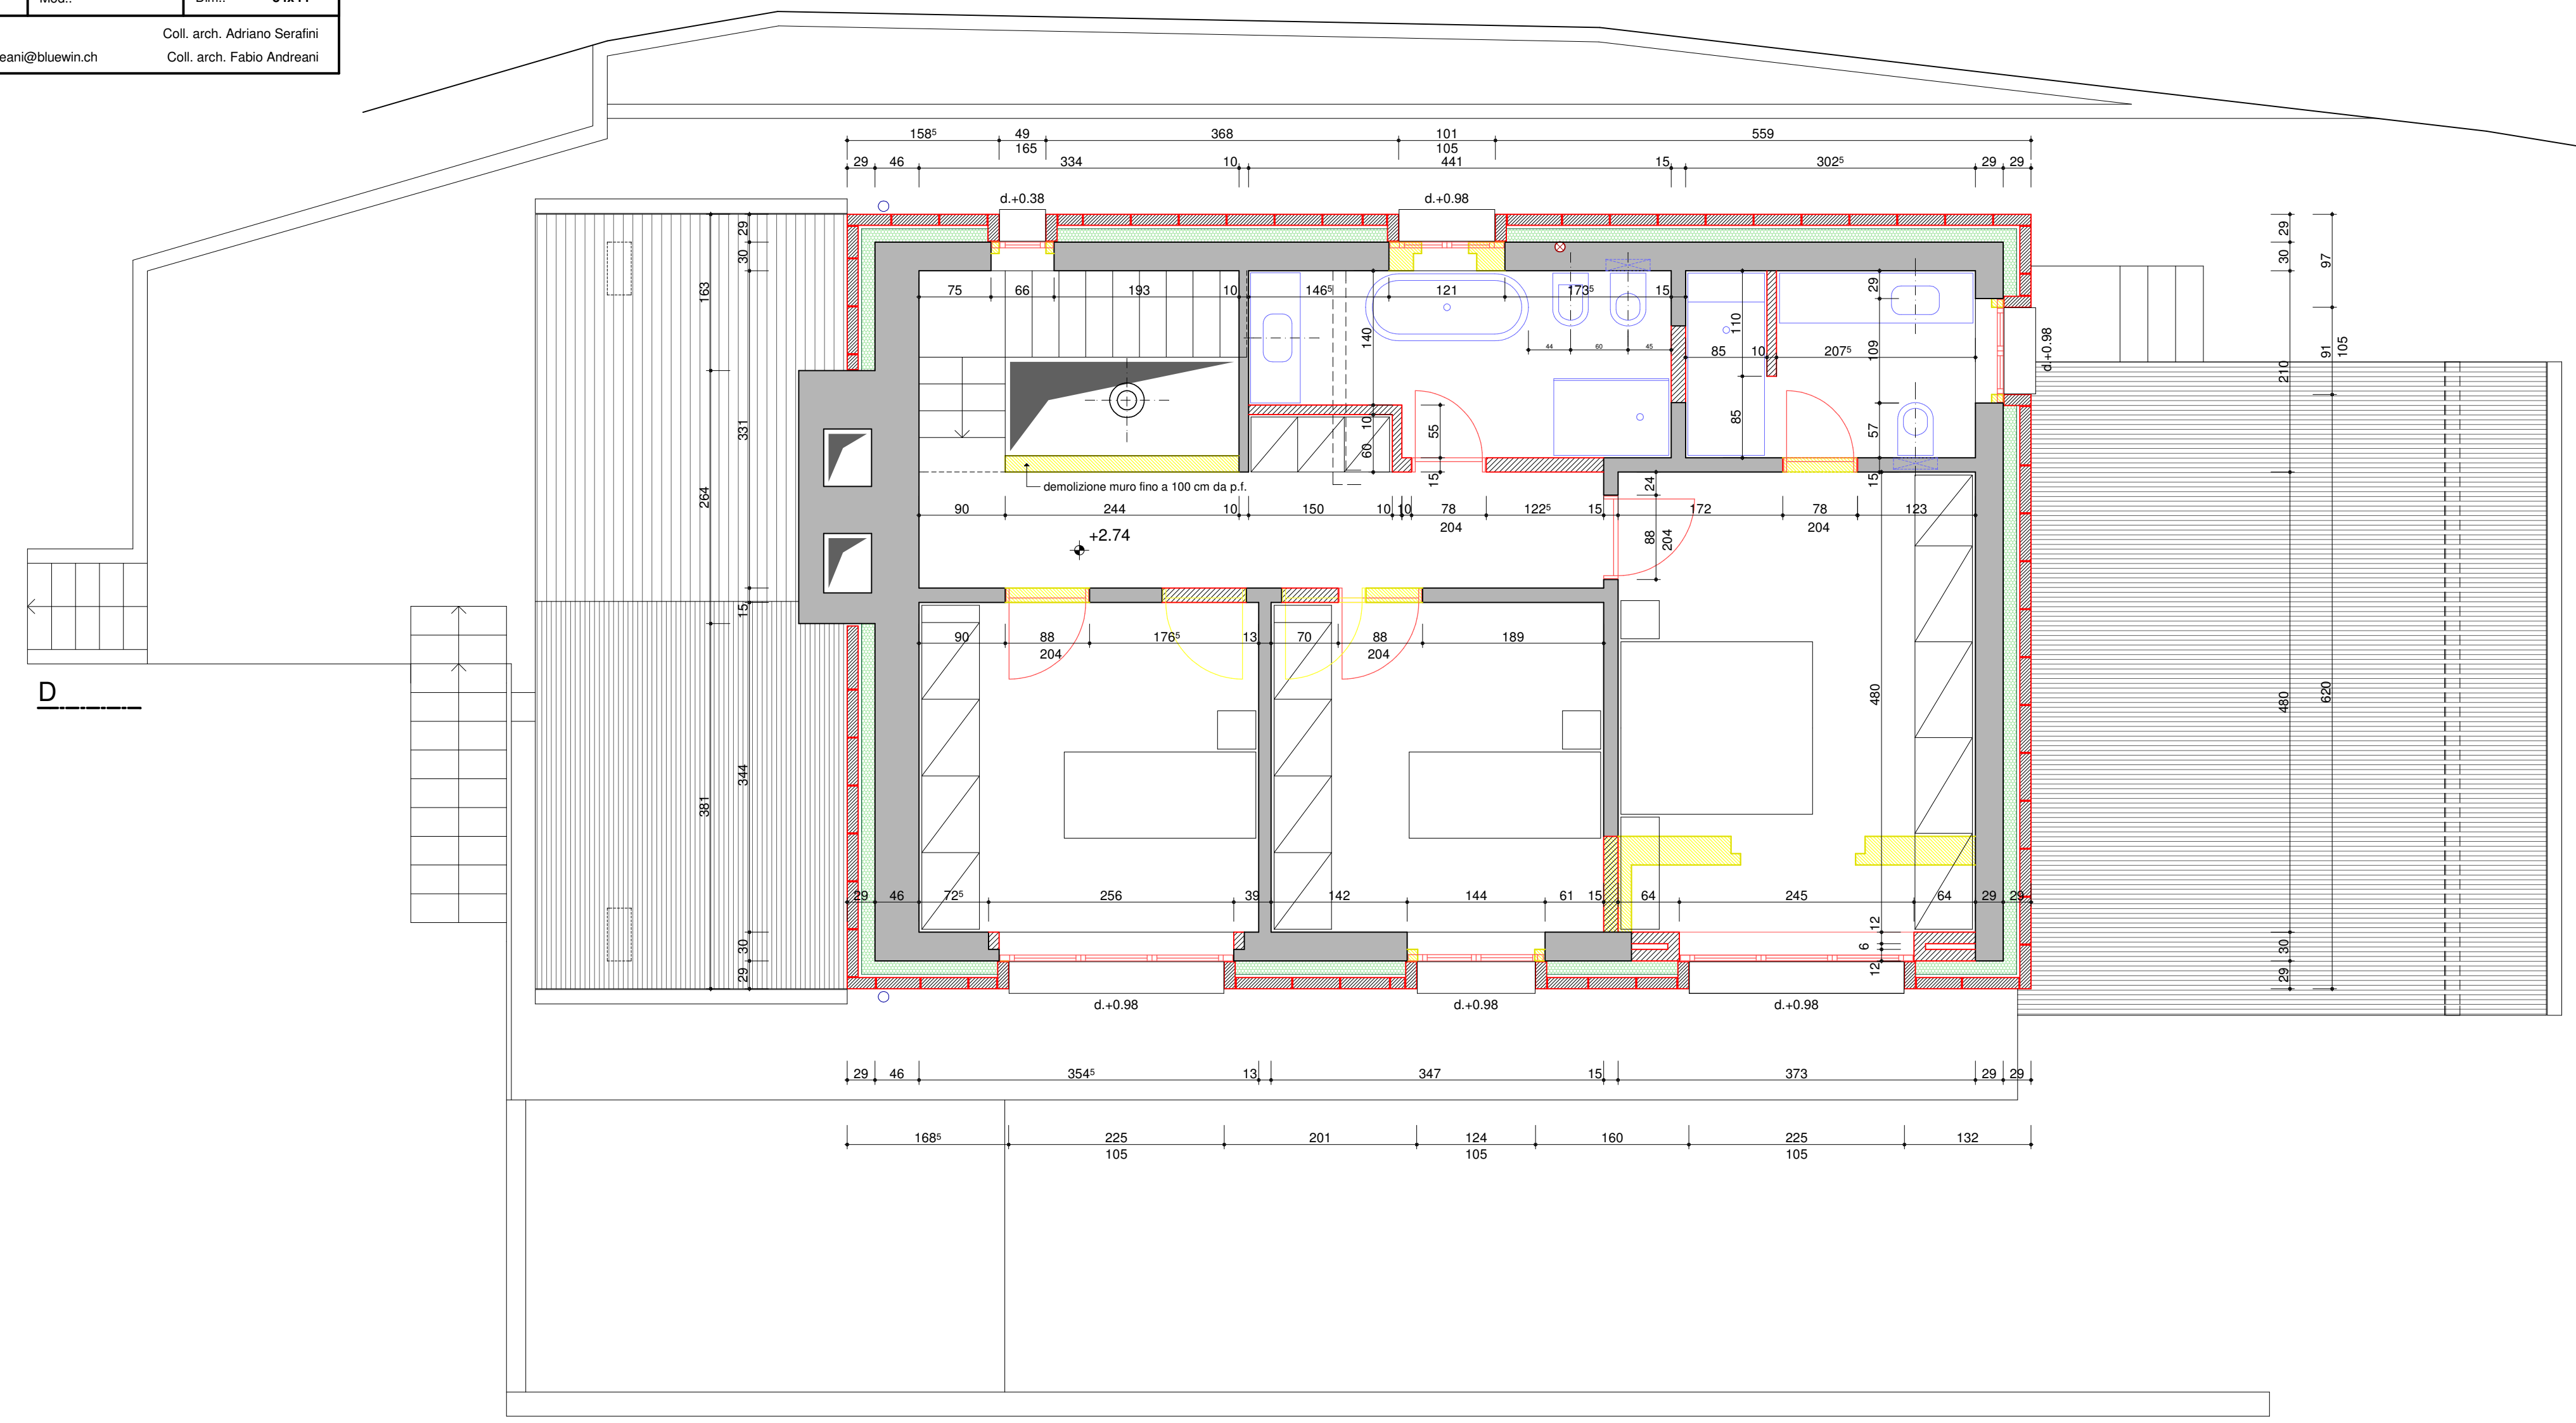 Coll. arch. Adriano Serafini
eani@bluewin.ch Coll. arch. Fabio Andreani
158⁵ 49 368 101 559
165 105
29 46 334 10 441 15 302⁵ 29 29
d.+0.38 d.+0.98
29
30
163
331
264
15
344
381
30
29
75 66 193 10 146⁵ 121 173⁵ 15
140
44 60 45
110
85 10 207⁵
85
29
109
57
15
d.+0.98
10
60
55
15
demolizione muro fino a 100 cm da p.f.
90 244 10 150 10 10 78 122⁵ 15 172 78 123
204 204
24
88
204
+2.74
90 88 176⁵ 13 70 88 189
204 204
480
D
29 46 72⁵ 256 39 142 144 61 15 64 245 64 29 29
12
6
12
d.+0.98 d.+0.98 d.+0.98
29
30
210
480
30
29
97
91
105
620
29 46 354⁵ 13 347 15 373 29 29
168⁵ 225 201 124 160 225 132
105 105 105